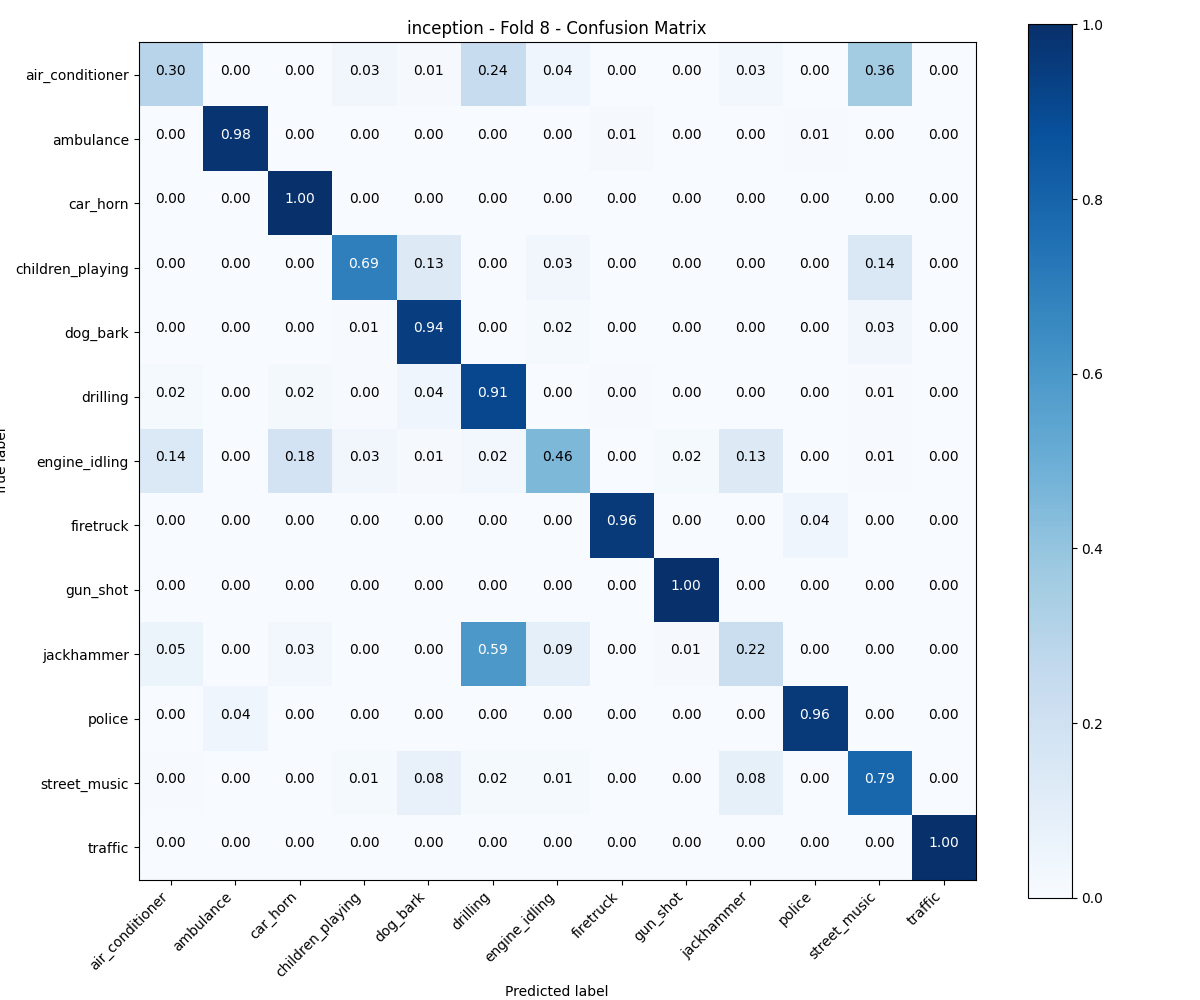 inception - Fold 8 - Confusion Matrix
air_conditioner 0.30 0.00 0.00 0.03 0.01 0.24 0.04 0.00 0.00 0.03 0.00 0.36 0.00
ambulance 0.00 0.98 0.00 0.00 0.00 0.00 0.00 0.01 0.00 0.00 0.01 0.00 0.00
car_horn 0.00 0.00 1.00 0.00 0.00 0.00 0.00 0.00 0.00 0.00 0.00 0.00 0.00
children_playing 0.00 0.00 0.00 0.69 0.13 0.00 0.03 0.00 0.00 0.00 0.00 0.14 0.00
dog_bark 0.00 0.00 0.00 0.01 0.94 0.00 0.02 0.00 0.00 0.00 0.00 0.03 0.00
drilling 0.02 0.00 0.02 0.00 0.04 0.91 0.00 0.00 0.00 0.00 0.00 0.01 0.00
engine_idling 0.14 0.00 0.18 0.03 0.01 0.02 0.46 0.00 0.02 0.13 0.00 0.01 0.00
firetruck 0.00 0.00 0.00 0.00 0.00 0.00 0.00 0.96 0.00 0.00 0.04 0.00 0.00
gun_shot 0.00 0.00 0.00 0.00 0.00 0.00 0.00 0.00 1.00 0.00 0.00 0.00 0.00
jackhammer 0.05 0.00 0.03 0.00 0.00 0.59 0.09 0.00 0.01 0.22 0.00 0.00 0.00
police 0.00 0.04 0.00 0.00 0.00 0.00 0.00 0.00 0.00 0.00 0.96 0.00 0.00
street_music 0.00 0.00 0.00 0.01 0.08 0.02 0.01 0.00 0.00 0.08 0.00 0.79 0.00
traffic 0.00 0.00 0.00 0.00 0.00 0.00 0.00 0.00 0.00 0.00 0.00 0.00 1.00
air_conditioner ambulance car_horn children_playing dog_bark drilling engine_idling firetruck gun_shot jackhammer police street_music traffic
Predicted label
label
1.0
0.8
0.6
0.4
0.2
0.0